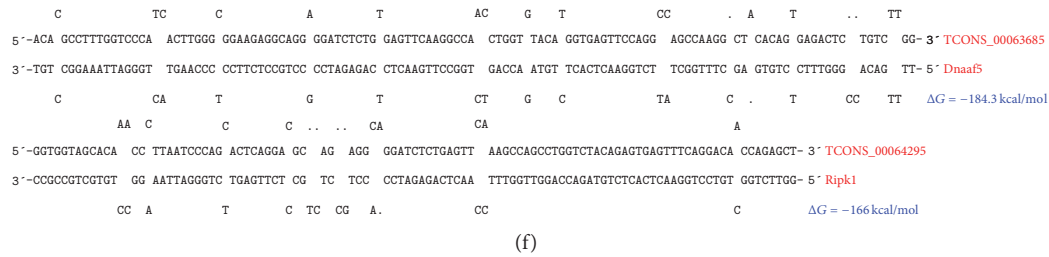 C TC C A T AC G T CC . A T .. TT
5´-ACA GCCTTTGGTCCCA ACTTGGG GGAAGAGGCAGG GGATCTCTG GAGTTCAAGGCCA CTGGT TACA GGTGAGTTCCAGG AGCCAAGG CT CACAG GGAGACTC TGTC GG- 3´ TCONS_00063685
3´-TGT CGGAAATTAGGGT TGAACCC CCTTCTCCGTCC CCTAGAGAC CTCAAGTTCCGGT GACCA ATGT TCACTCAAGGTCT TCGGTTTC GA GTGTCC CTTTGGG ACAG TT- 5´ Dnaaf5
C CA T G T CT G C TA C . T CC TT ΔG = −184.3 kcal/mol
AA C C C .. .. CA CA A
5´-GGTGGTAGCACA CC TTAATCCCAG ACTCAGGA GC AG AGG GGATCTCTGAGTT AAGCCAGCCTGGTCTACAGAGTGAGTTTCAGGACA CCAGAGCT- 3´ TCONS_00064295
3´-CCGCCGTCGTGT GG AATTAGGGTC TGAGTTCT CG TC TCC CCTAGAGACTCAA TTTGGTTGGACCAGATGTCTCACTCAAGGTCCTGT GGTCTTGG- 5´ Ripk1
CC A T C TC CG A. CC C ΔG = −166 kcal/mol
(f)